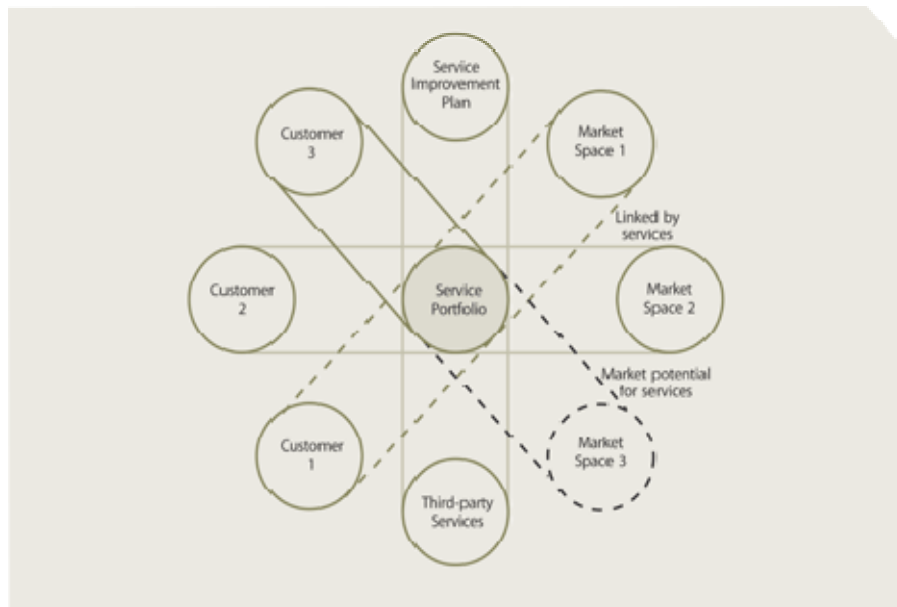 Service
Improvement
Plan
Customer
3
Market
Space 1
Linked by
services
Customer
2
Service
Portfolio
Market
Space 2
Market potential
for services
Customer
1
Market
Space 3
Third-party
Services